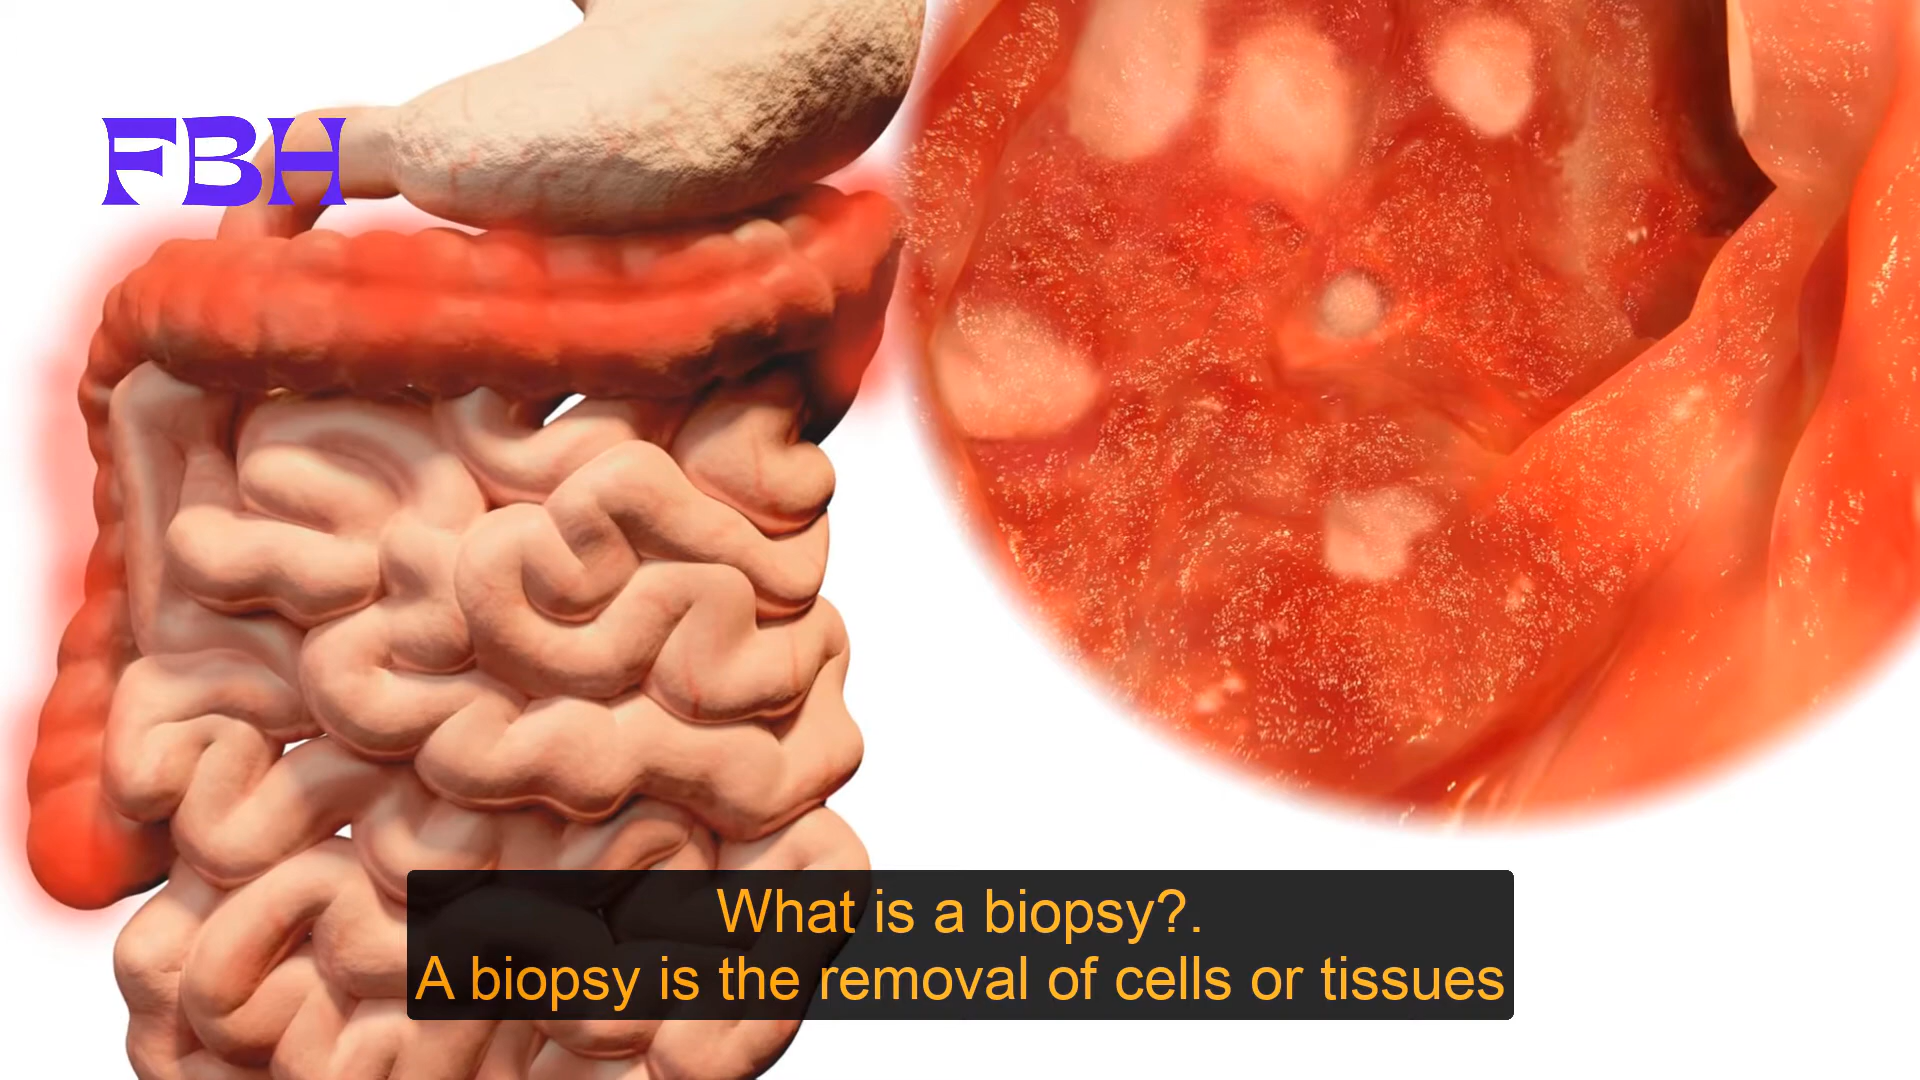 FBH
What is a biopsy?.
A biopsy is the removal of cells or tissues